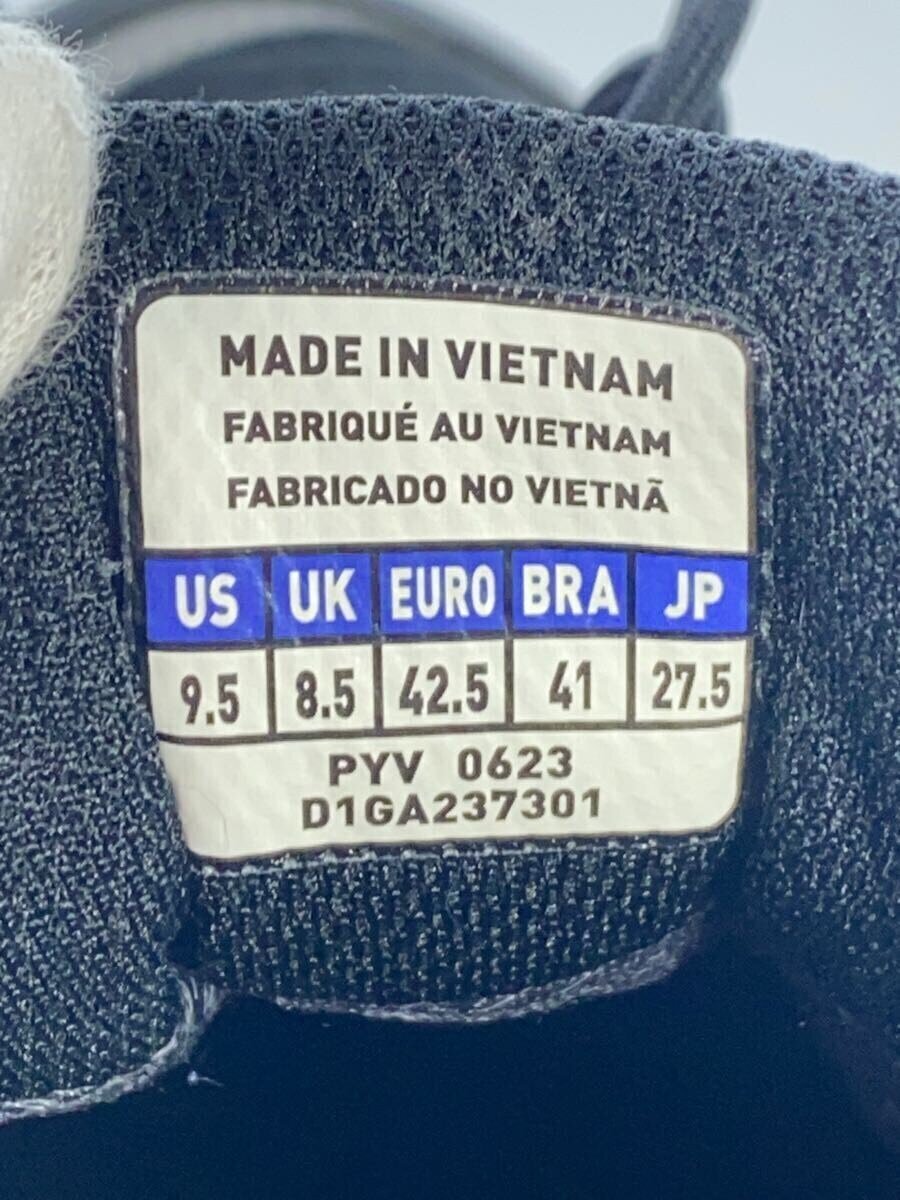 MADE IN VIETNAM
FABRIQUÉ AU VIETNAM
FABRICADO NO VIETNÃ
US UK EURO BRA JP
9.5 8.5 42.5 41 27.5
PYV 0623
D1GA237301